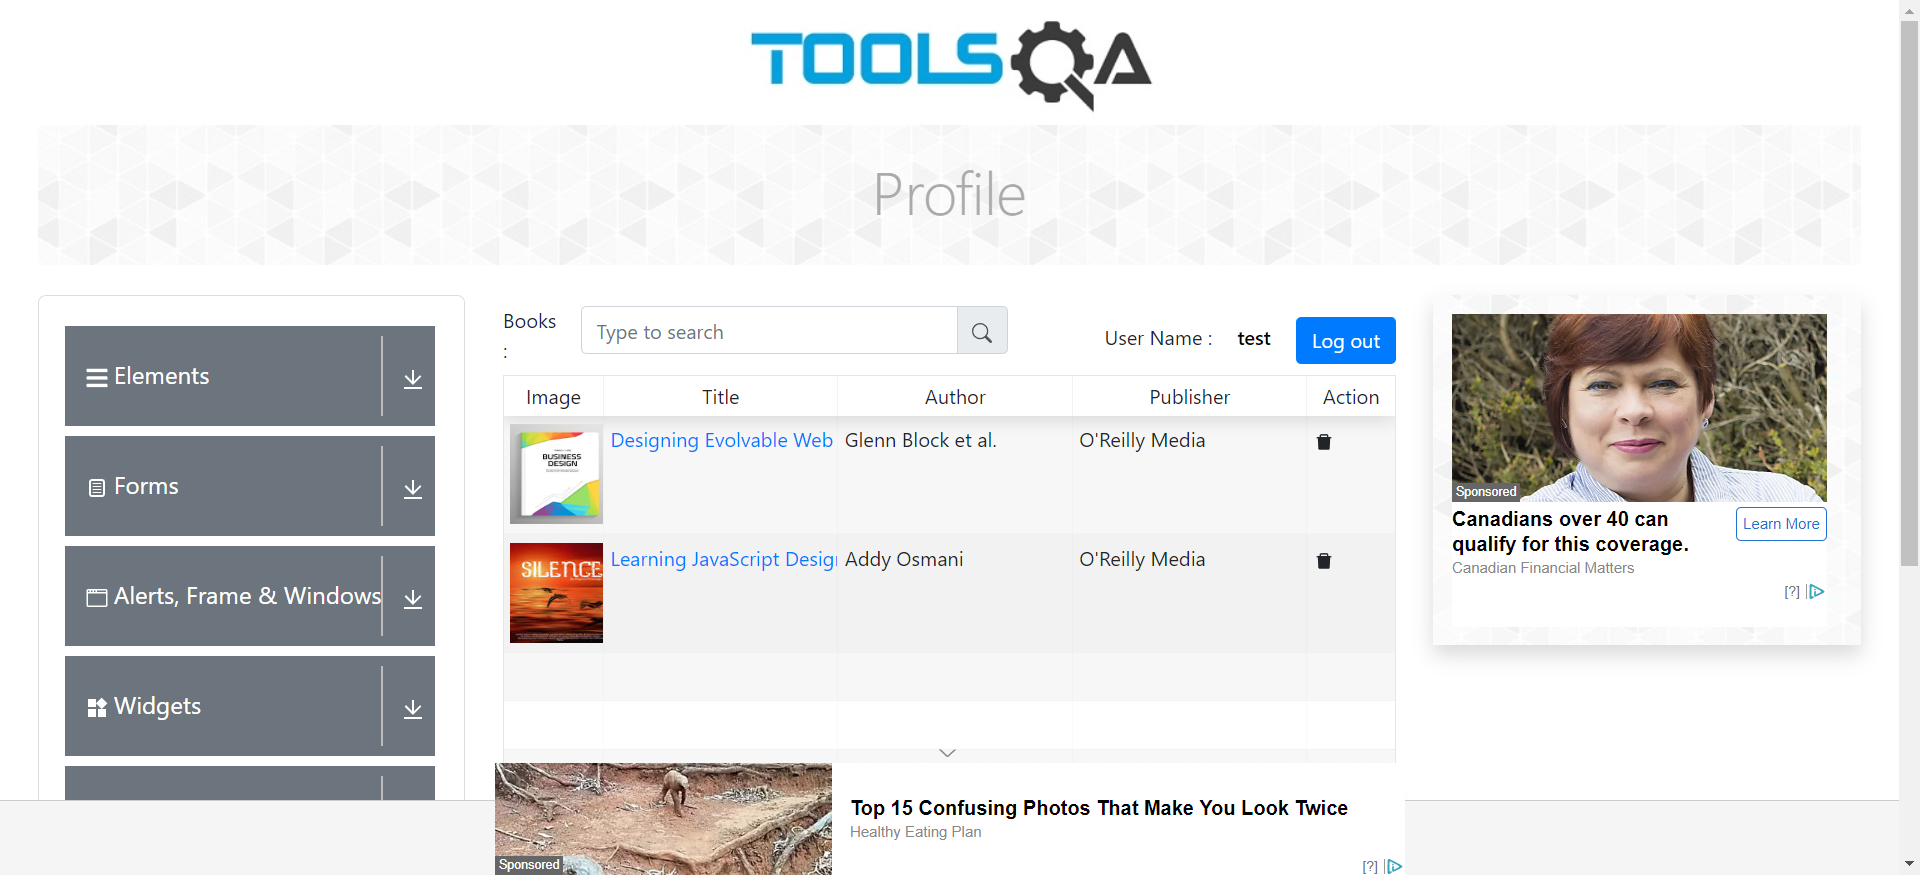 TOOLSQA
Profile
Elements
Forms
Alerts, Frame & Windows
Widgets
Books
:
Type to search
User Name :
test
Log out
Image
Title
Author
Publisher
Action
BUSINESS
DESIGN
Designing Evolvable Web
Glenn Block et al.
O'Reilly Media
SILENCE
Learning JavaScript Desig
Addy Osmani
O'Reilly Media
Sponsored
Canadians over 40 can
qualify for this coverage.
Learn More
Canadian Financial Matters
[?]
Sponsored
Top 15 Confusing Photos That Make You Look Twice
Healthy Eating Plan
[?]